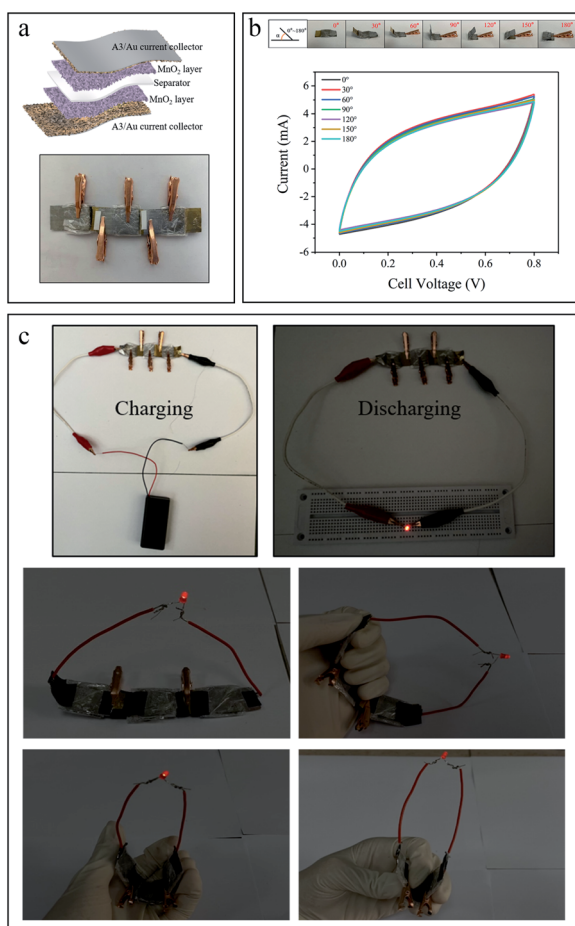 a
A3/Au current collector
MnO₂ layer
Separator
MnO₂ layer
A3/Au current collector
b
α
0°~180°
0°
30°
60°
90°
120°
150°
180°
6
4
2
0
-2
-4
-6
Current (mA)
0°
30°
60°
90°
120°
150°
180°
0.0 0.2 0.4 0.6 0.8
Cell Voltage (V)
c
Charging
Discharging